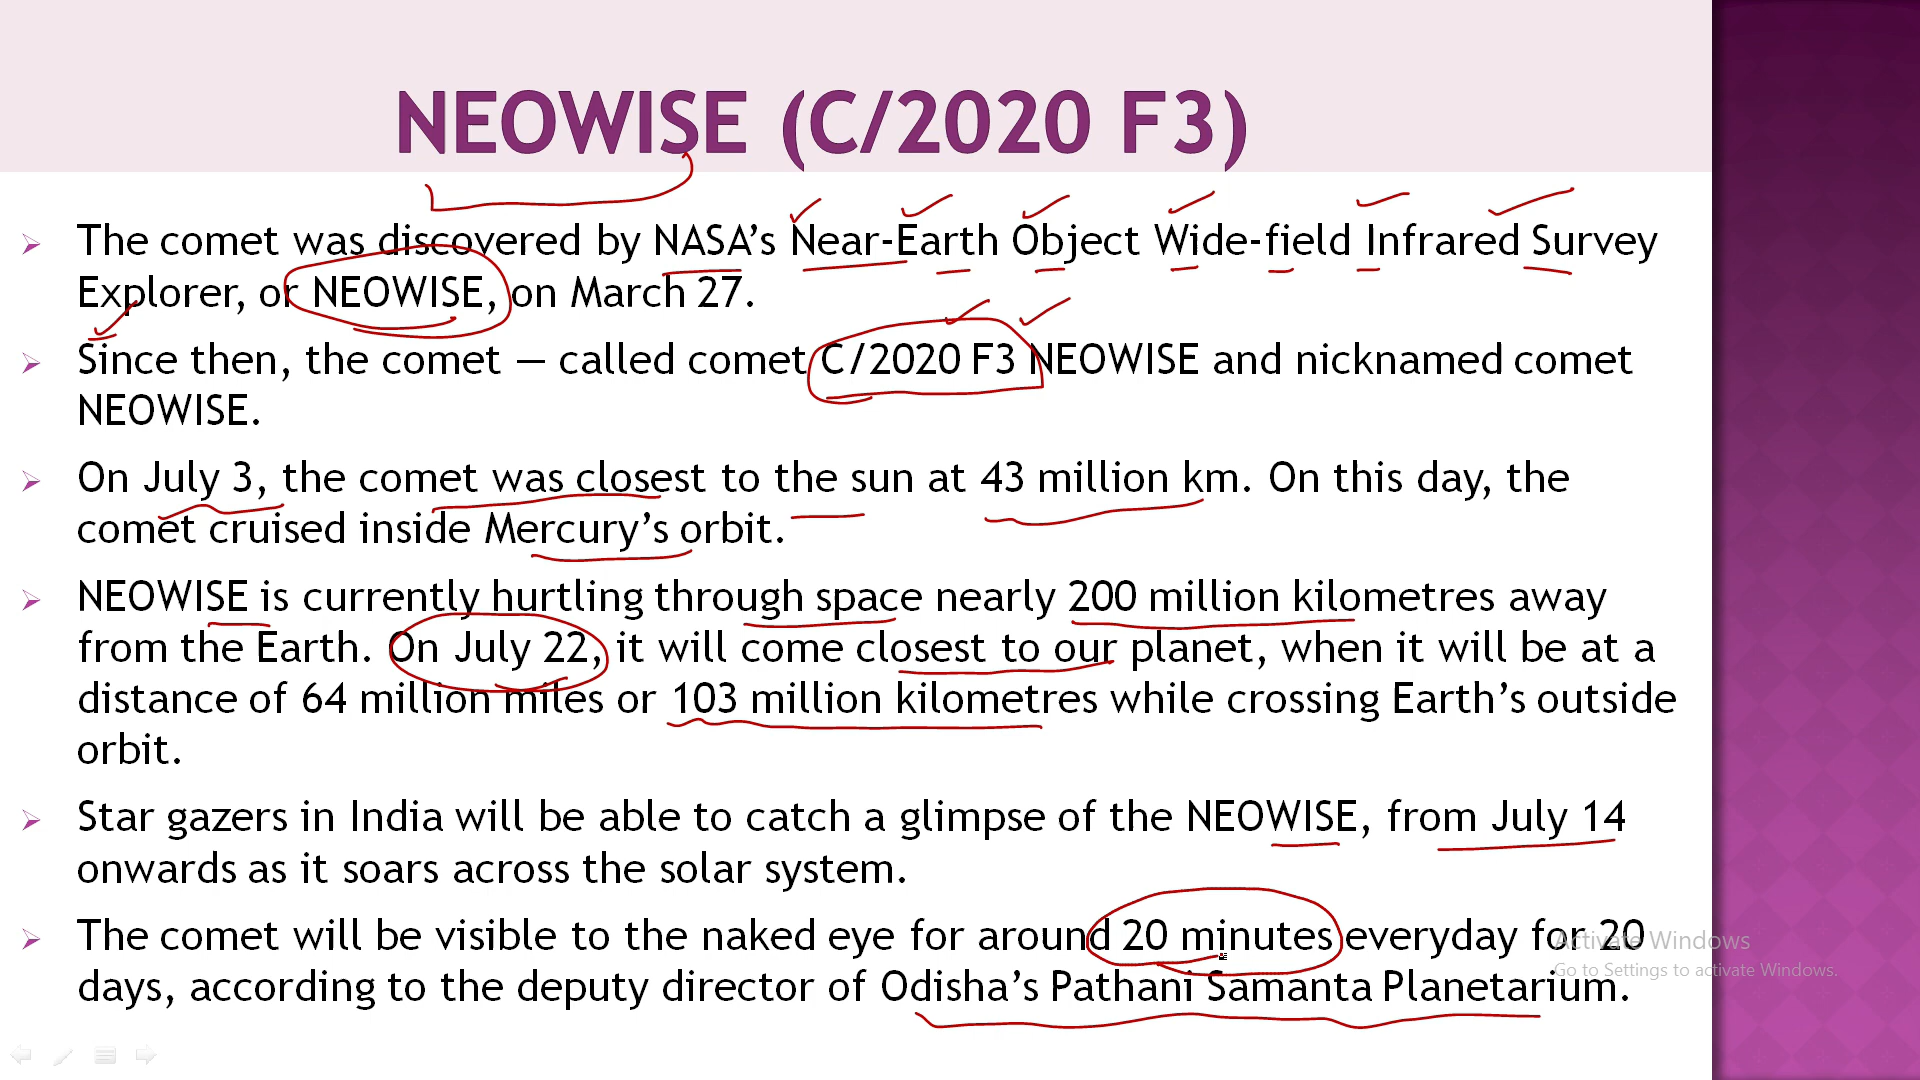 NEOWISE (C/2020 F3)
The comet was discovered by NASA’s Near-Earth Object Wide-field Infrared Survey
Explorer, or NEOWISE, on March 27.
Since then, the comet — called comet C/2020 F3 NEOWISE and nicknamed comet
NEOWISE.
On July 3, the comet was closest to the sun at 43 million km. On this day, the
comet cruised inside Mercury’s orbit.
NEOWISE is currently hurtling through space nearly 200 million kilometres away
from the Earth. On July 22, it will come closest to our planet, when it will be at a
distance of 64 million miles or 103 million kilometres while crossing Earth’s outside
orbit.
Star gazers in India will be able to catch a glimpse of the NEOWISE, from July 14
onwards as it soars across the solar system.
The comet will be visible to the naked eye for around 20 minutes everyday for 20
days, according to the deputy director of Odisha’s Pathani Samanta Planetarium.
Activate Windows
Go to Settings to activate Windows.